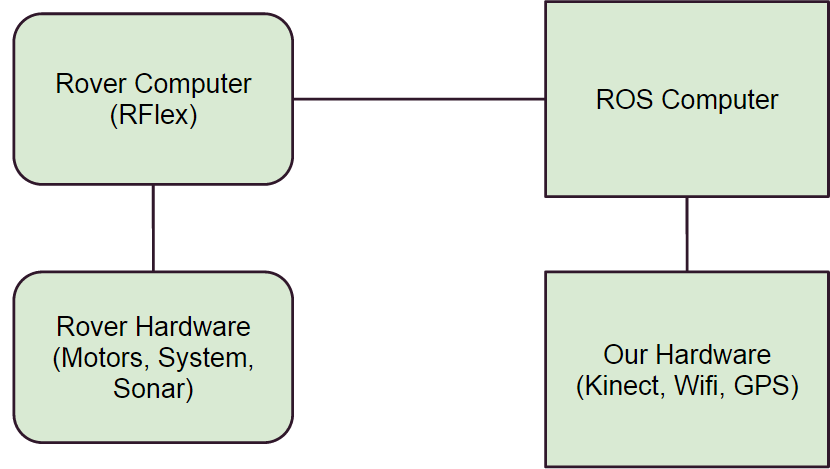 Rover Computer
(RFlex)
ROS Computer
Rover Hardware
(Motors, System,
Sonar)
Our Hardware
(Kinect, Wifi, GPS)